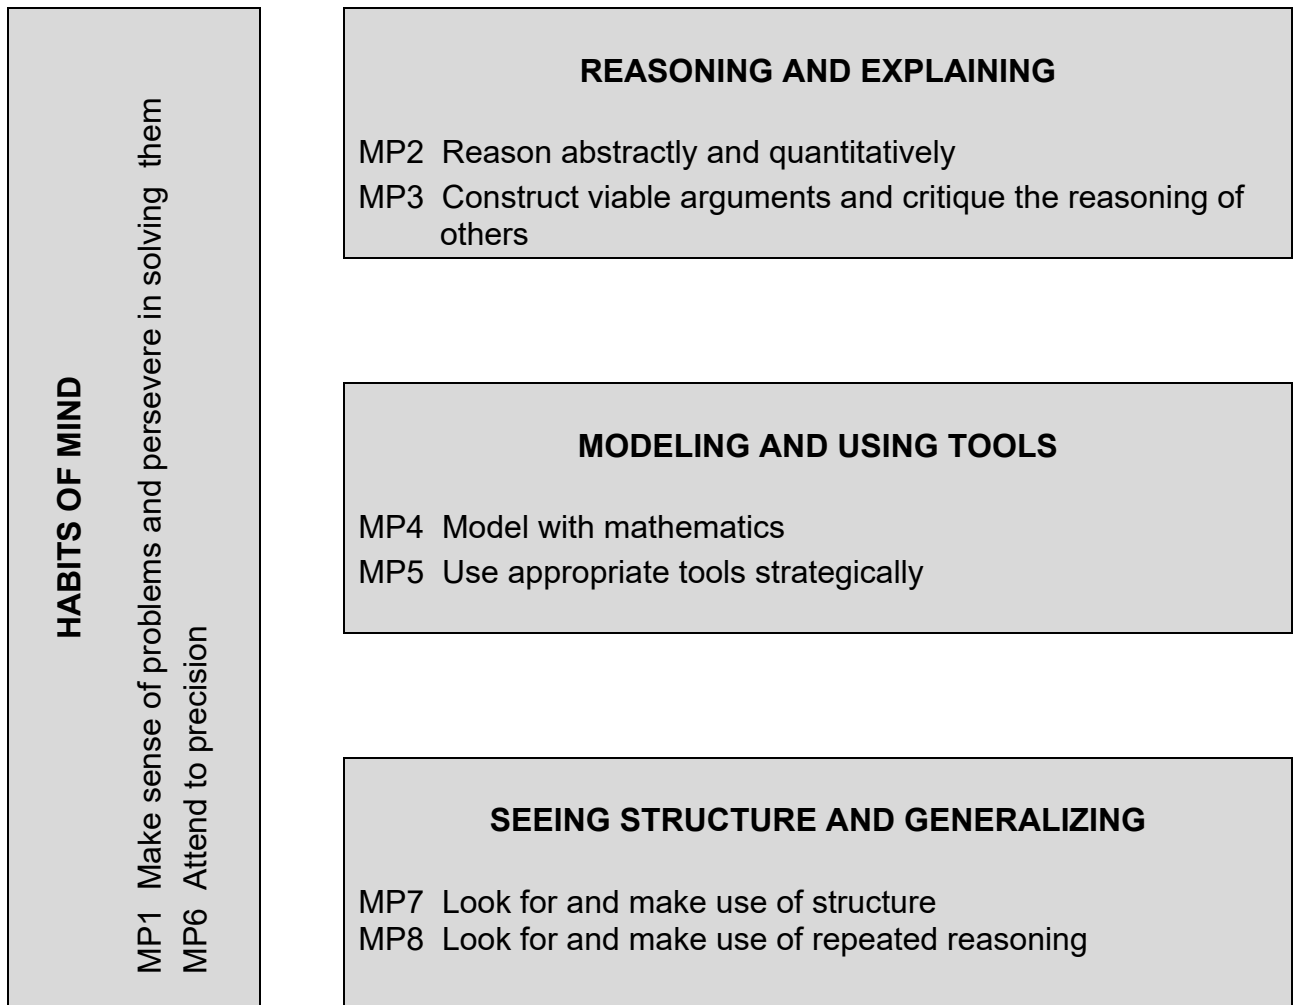 HABITS OF MIND
MP1 Make sense of problems and persevere in solving them
MP6 Attend to precision
REASONING AND EXPLAINING
MP2 Reason abstractly and quantitatively
MP3 Construct viable arguments and critique the reasoning of
others
MODELING AND USING TOOLS
MP4 Model with mathematics
MP5 Use appropriate tools strategically
SEEING STRUCTURE AND GENERALIZING
MP7 Look for and make use of structure
MP8 Look for and make use of repeated reasoning